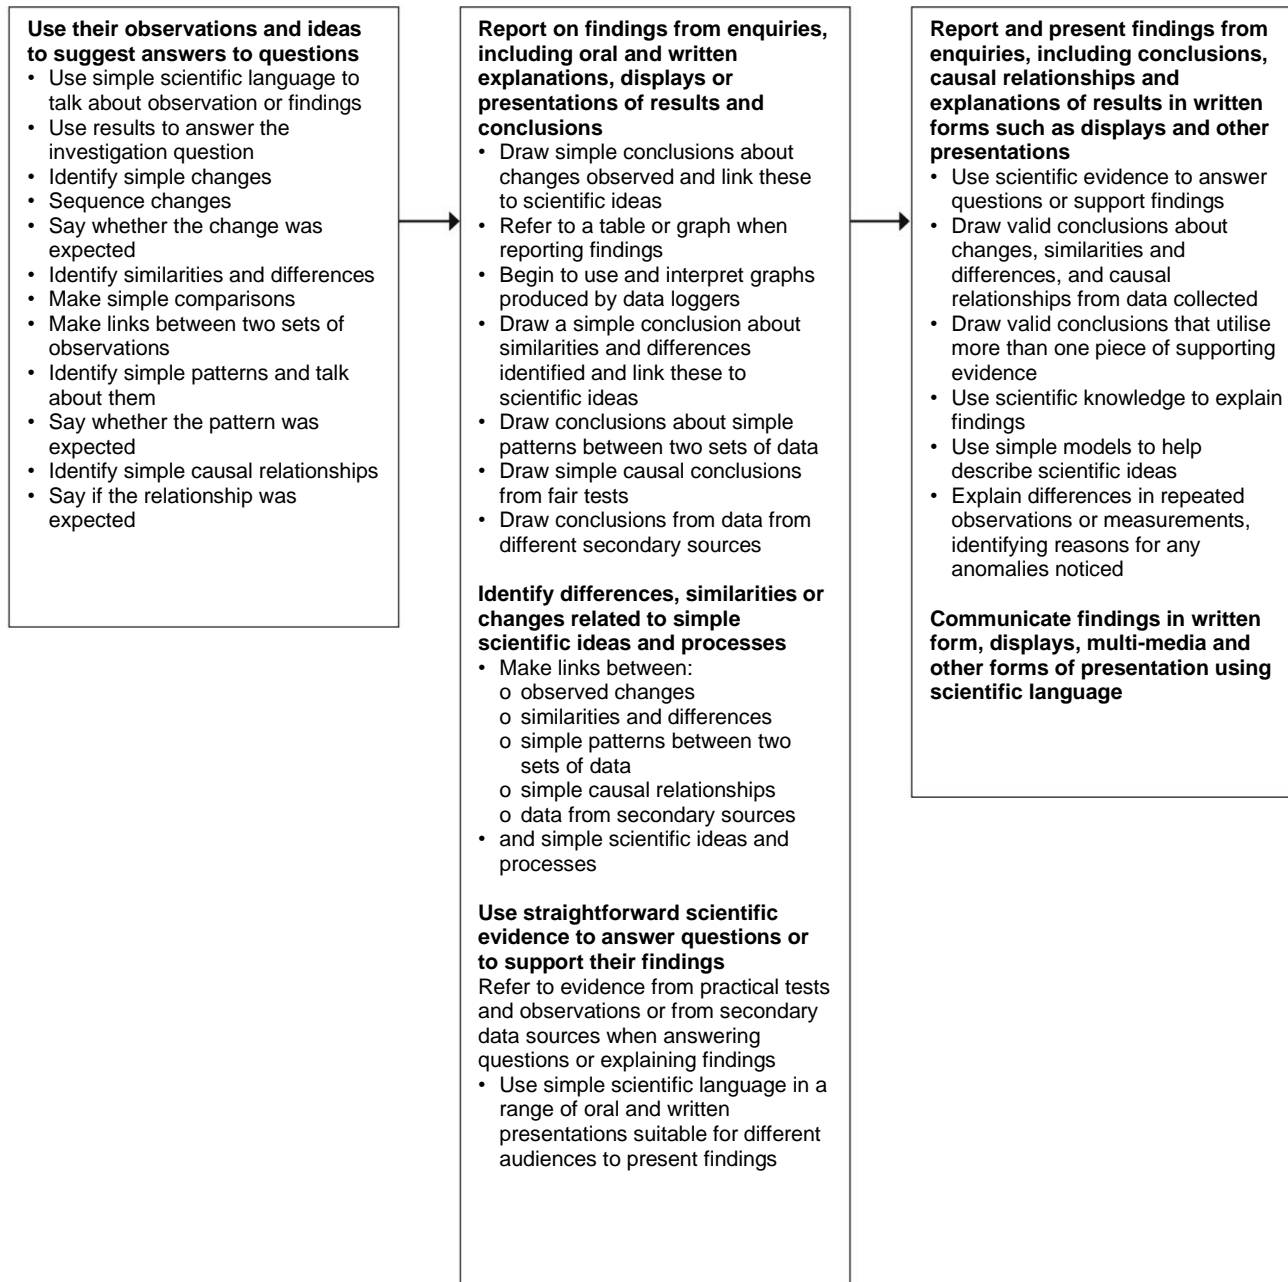 Use their observations and ideas
to suggest answers to questions
• Use simple scientific language to
talk about observation or findings
• Use results to answer the
investigation question
• Identify simple changes
• Sequence changes
• Say whether the change was
expected
• Identify similarities and differences
• Make simple comparisons
• Make links between two sets of
observations
• Identify simple patterns and talk
about them
• Say whether the pattern was
expected
• Identify simple causal relationships
• Say if the relationship was
expected
Report on findings from enquiries,
including oral and written
explanations, displays or
presentations of results and
conclusions
• Draw simple conclusions about
changes observed and link these
to scientific ideas
• Refer to a table or graph when
reporting findings
• Begin to use and interpret graphs
produced by data loggers
• Draw a simple conclusion about
similarities and differences
identified and link these to
scientific ideas
• Draw conclusions about simple
patterns between two sets of data
• Draw simple causal conclusions
from fair tests
• Draw conclusions from data from
different secondary sources
Identify differences, similarities or
changes related to simple
scientific ideas and processes
• Make links between:
o observed changes
o similarities and differences
o simple patterns between two
sets of data
o simple causal relationships
o data from secondary sources
• and simple scientific ideas and
processes
Use straightforward scientific
evidence to answer questions or
to support their findings
Refer to evidence from practical tests
and observations or from secondary
data sources when answering
questions or explaining findings
• Use simple scientific language in a
range of oral and written
presentations suitable for different
audiences to present findings
Report and present findings from
enquiries, including conclusions,
causal relationships and
explanations of results in written
forms such as displays and other
presentations
• Use scientific evidence to answer
questions or support findings
• Draw valid conclusions about
changes, similarities and
differences, and causal
relationships from data collected
• Draw valid conclusions that utilise
more than one piece of supporting
evidence
• Use scientific knowledge to explain
findings
• Use simple models to help
describe scientific ideas
• Explain differences in repeated
observations or measurements,
identifying reasons for any
anomalies noticed
Communicate findings in written
form, displays, multi-media and
other forms of presentation using
scientific language